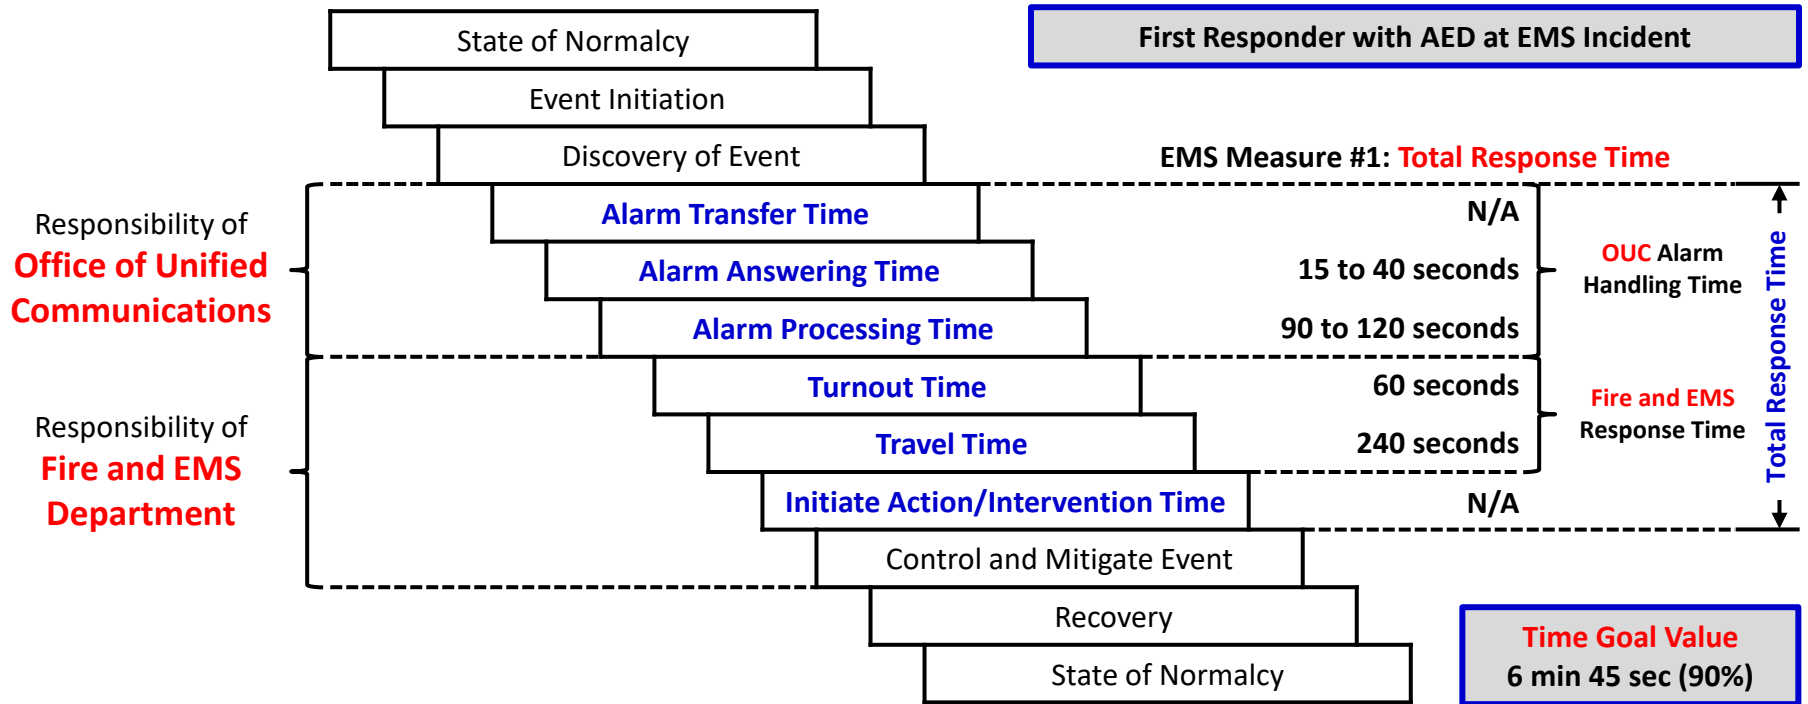 State of Normalcy
First Responder with AED at EMS Incident
Event Initiation
Discovery of Event
EMS Measure #1: Total Response Time
Responsibility of
Office of Unified
Communications
Alarm Transfer Time
N/A
Alarm Answering Time
15 to 40 seconds
Alarm Processing Time
90 to 120 seconds
OUC Alarm
Handling Time
Total Response Time
Responsibility of
Fire and EMS
Department
Turnout Time
60 seconds
Travel Time
240 seconds
Fire and EMS
Response Time
Initiate Action/Intervention Time
N/A
Control and Mitigate Event
Recovery
State of Normalcy
Time Goal Value
6 min 45 sec (90%)